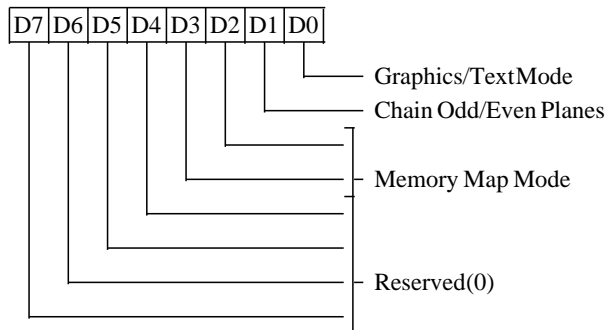 D7 D6 D5 D4 D3 D2 D1 D0
Graphics/TextMode
Chain Odd/Even Planes
Memory Map Mode
Reserved(0)